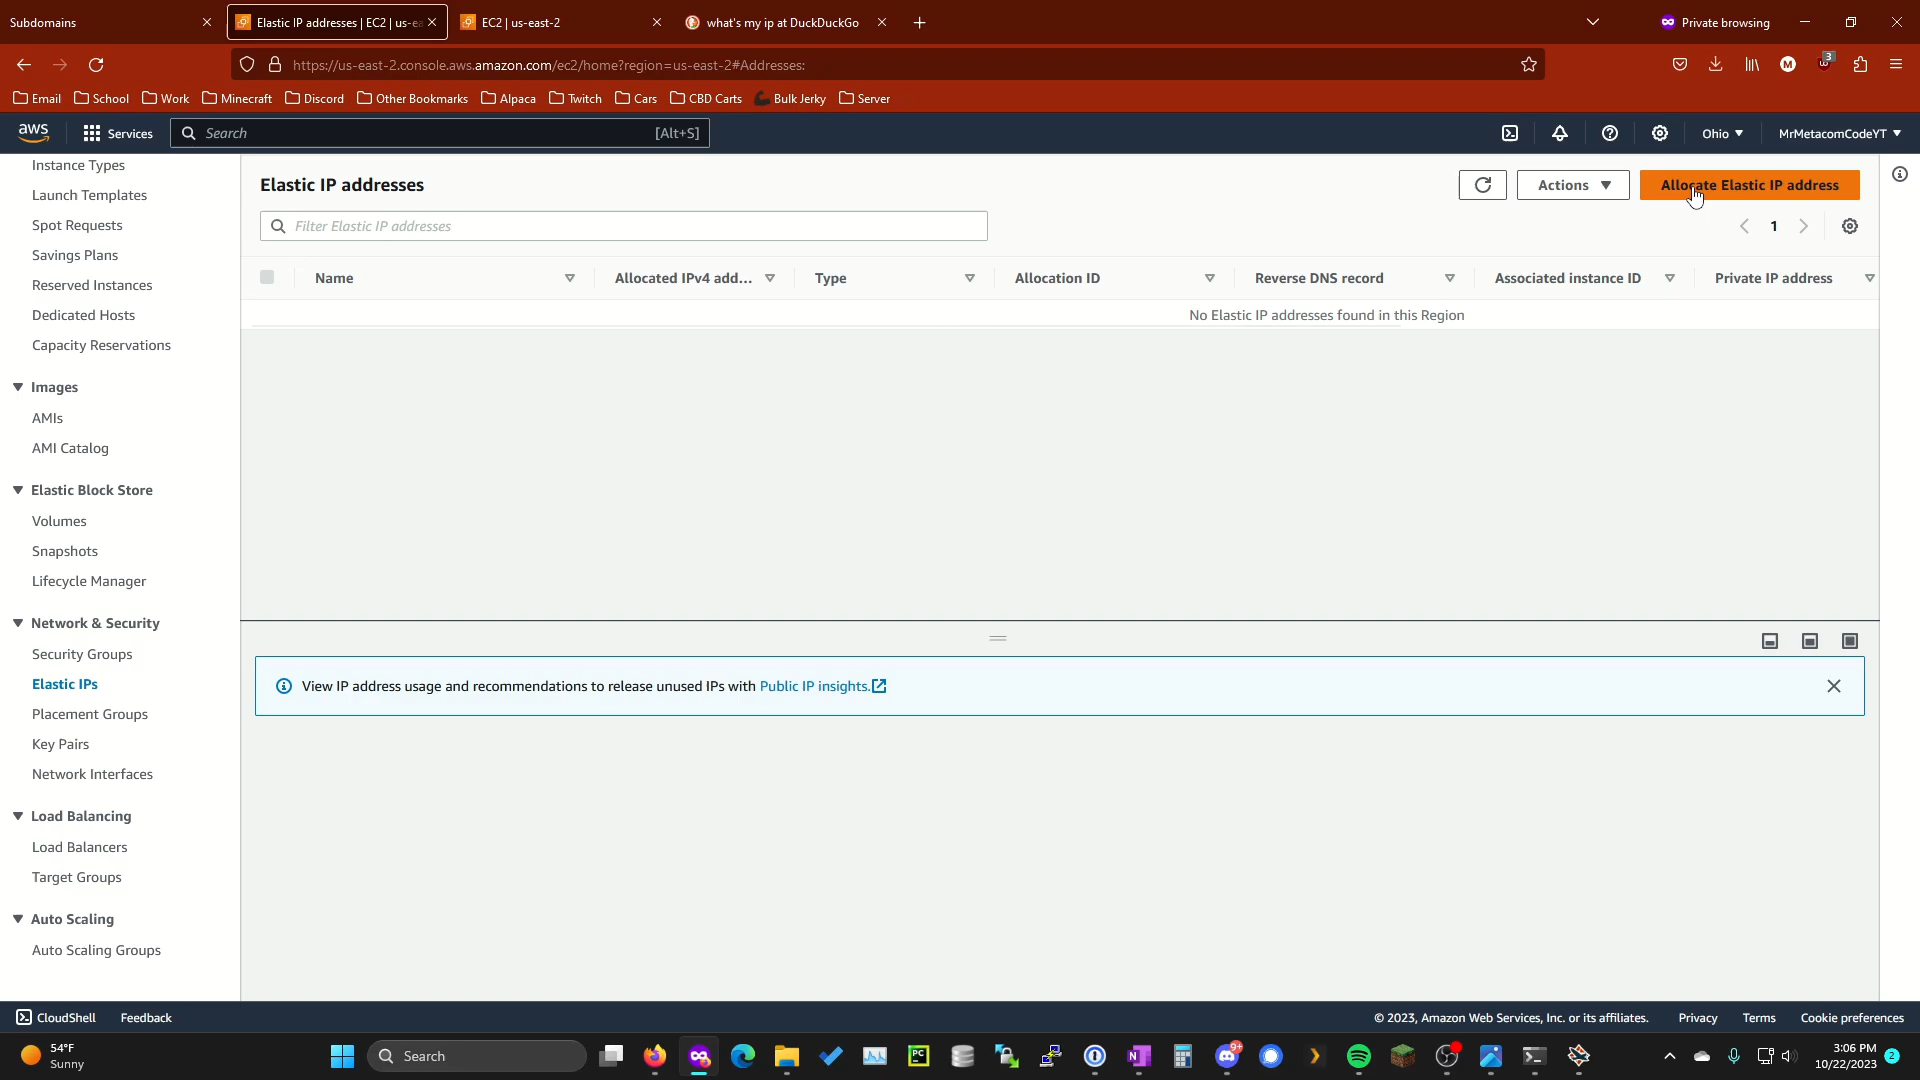 Subdomains
Elastic IP addresses | EC2 | us-ea
EC2 | us-east-2
what's my ip at DuckDuckGo
Private browsing
https://us-east-2.console.aws.amazon.com/ec2/home?region=us-east-2#Addresses:
3
M
Email
School
Work
Minecraft
Discord
Other Bookmarks
Alpaca
Twitch
Cars
CBD Carts
Bulk Jerky
Server
aws
Services
Search
[Alt+S]
Ohio
MrMetacomCodeYT
Instance Types
Launch Templates
Spot Requests
Savings Plans
Reserved Instances
Dedicated Hosts
Capacity Reservations
Images
AMIs
AMI Catalog
Elastic Block Store
Volumes
Snapshots
Lifecycle Manager
Network & Security
Security Groups
Elastic IPs
Placement Groups
Key Pairs
Network Interfaces
Load Balancing
Load Balancers
Target Groups
Auto Scaling
Auto Scaling Groups
Elastic IP addresses
Actions
Allocate Elastic IP address
Filter Elastic IP addresses
1
Name
Allocated IPv4 add...
Type
Allocation ID
Reverse DNS record
Associated instance ID
Private IP address
No Elastic IP addresses found in this Region
View IP address usage and recommendations to release unused IPs with Public IP insights.
CloudShell
Feedback
© 2023, Amazon Web Services, Inc. or its affiliates.
Privacy
Terms
Cookie preferences
54°F
Sunny
Search
PC
9+
3:06 PM
10/22/2023
2